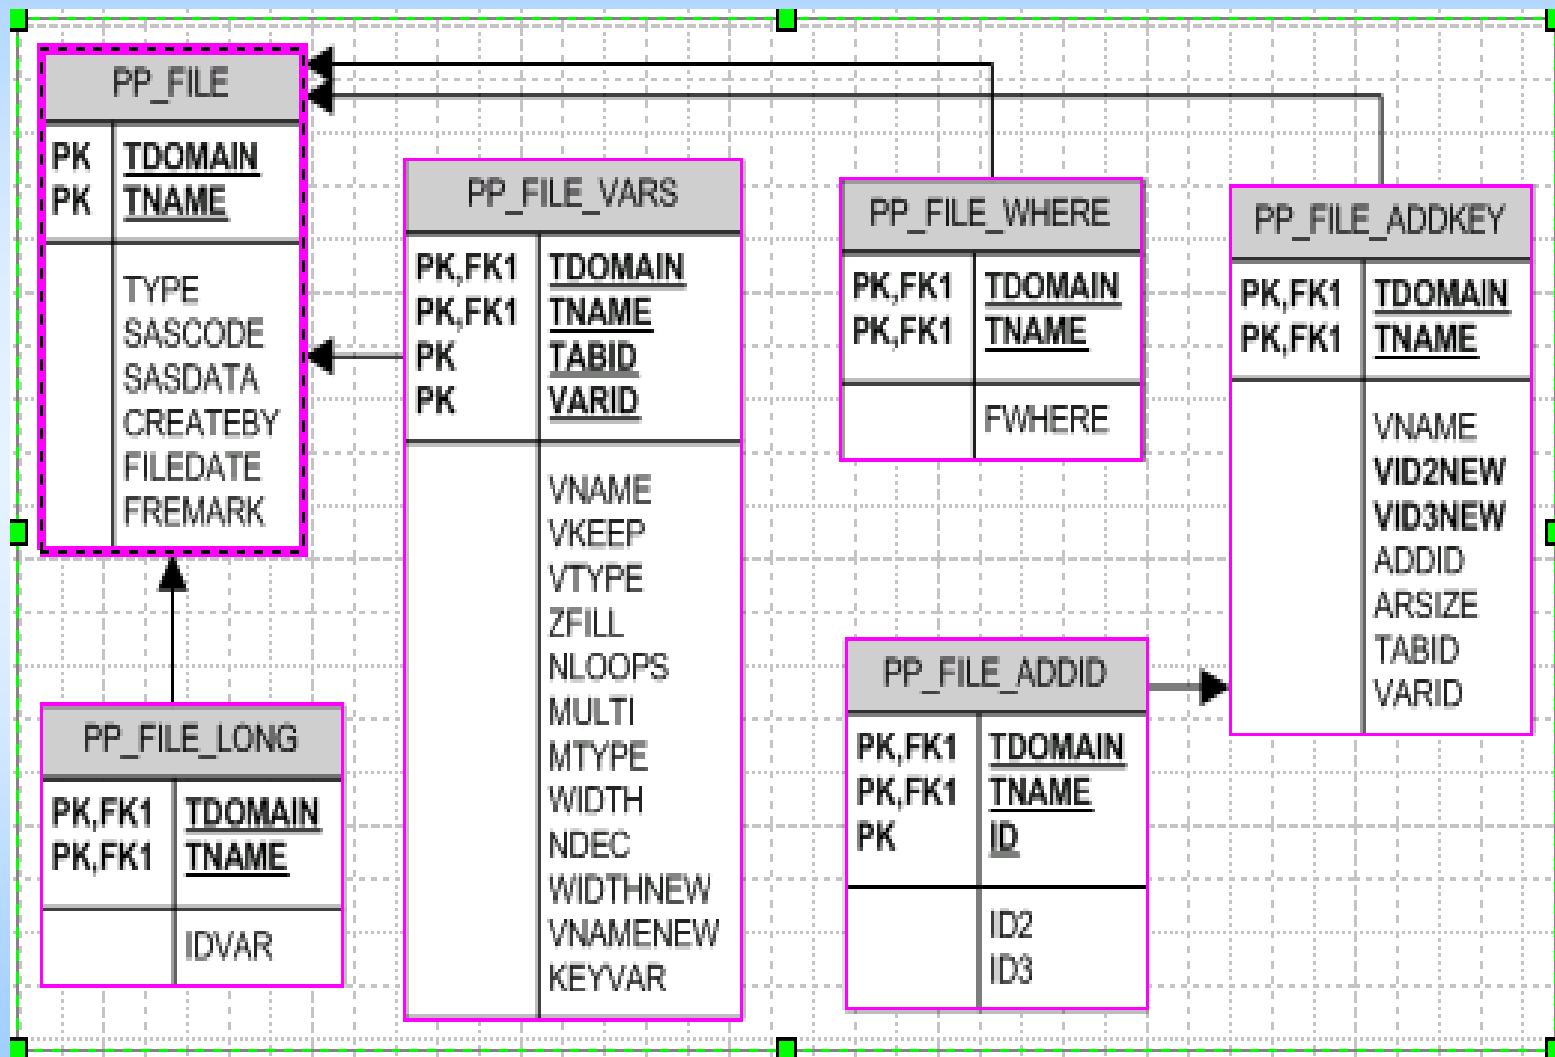 PP_FILE
PK TDOMAIN
PK TNAME
TYPE
SASCODE
SASDATA
CREATEBY
FILEDATE
FREMARK
PP_FILE_VARS
PK,FK1 TDOMAIN
PK,FK1 TNAME
PK TABID
PK VARID
VNAME
VKEEP
VTYPE
ZFILL
NLOOPS
MULTI
MTYPE
WIDTH
NDEC
WIDTHNEW
VNAMENEW
KEYVAR
PP_FILE_WHERE
PK,FK1 TDOMAIN
PK,FK1 TNAME
FWHERE
PP_FILE_ADDKEY
PK,FK1 TDOMAIN
PK,FK1 TNAME
VNAME
VID2NEW
VID3NEW
ADDID
ARSIZE
TABID
VARID
PP_FILE_LONG
PK,FK1 TDOMAIN
PK,FK1 TNAME
IDVAR
PP_FILE_ADDID
PK,FK1 TDOMAIN
PK,FK1 TNAME
PK ID
ID2
ID3